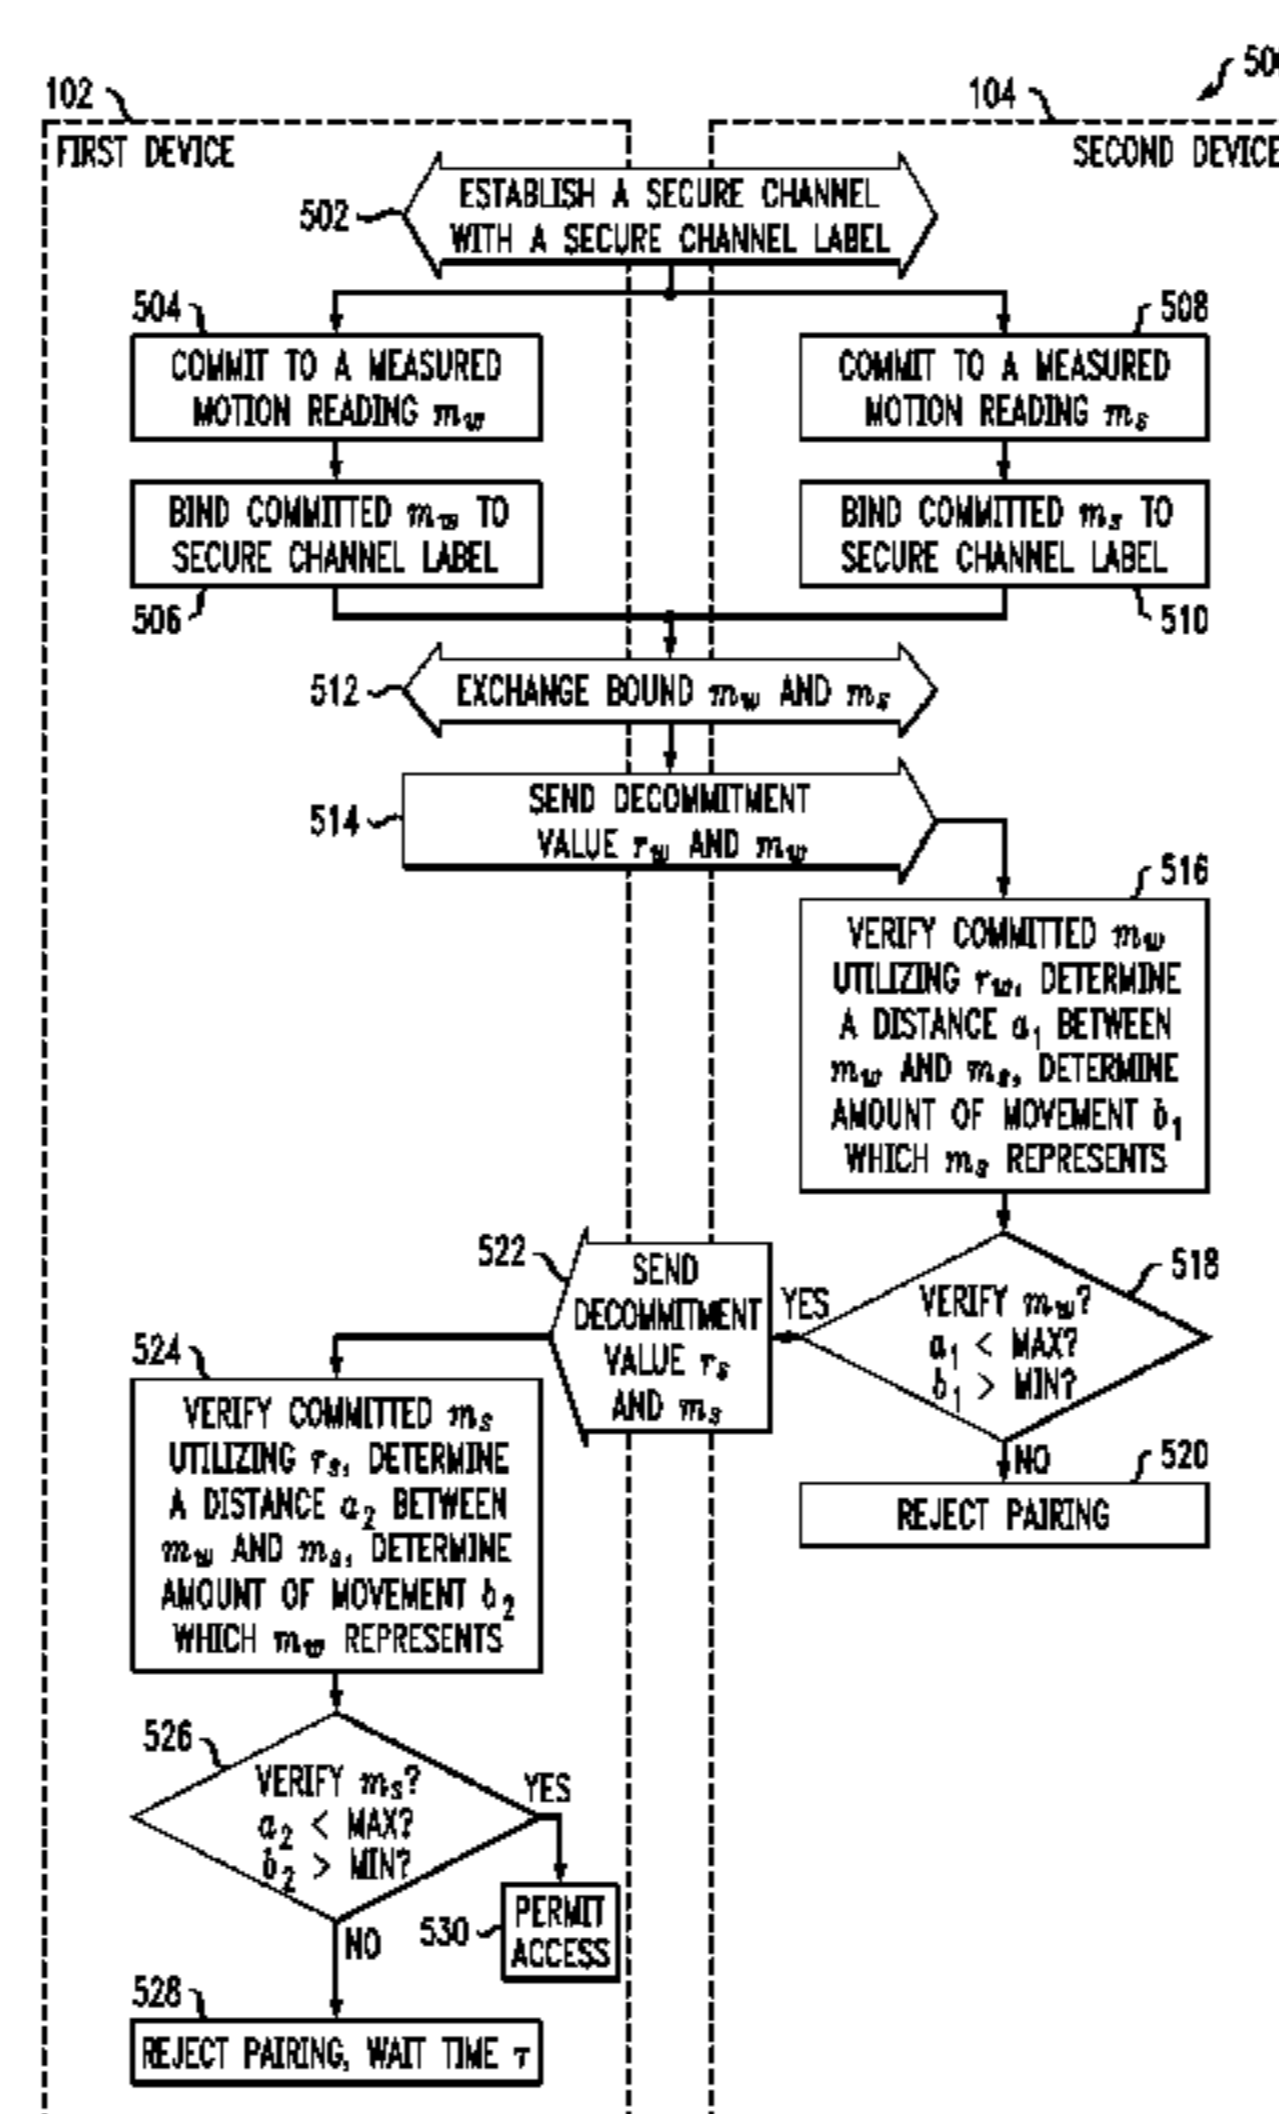 102
104
50
FIRST DEVICE
SECOND DEVICE
502
ESTABLISH A SECURE CHANNEL
WITH A SECURE CHANNEL LABEL
504
COMMIT TO A MEASURED
MOTION READING m_w
508
COMMIT TO A MEASURED
MOTION READING m_s
BIND COMMITTED m_w TO
SECURE CHANNEL LABEL
506
BIND COMMITTED m_s TO
SECURE CHANNEL LABEL
510
512
EXCHANGE BOUND m_w AND m_s
514
SEND DECOMMITMENT
VALUE r_w AND m_w
516
VERIFY COMMITTED m_w
UTILIZING r_w, DETERMINE
A DISTANCE a_1 BETWEEN
m_w AND m_s, DETERMINE
AMOUNT OF MOVEMENT b_1
WHICH m_s REPRESENTS
518
VERIFY m_w?
a_1 < MAX?
b_1 > MIN?
YES
NO
520
REJECT PAIRING
522
SEND
DECOMMITMENT
VALUE r_s
AND m_s
524
VERIFY COMMITTED m_s
UTILIZING r_s, DETERMINE
A DISTANCE a_2 BETWEEN
m_w AND m_s, DETERMINE
AMOUNT OF MOVEMENT b_2
WHICH m_w REPRESENTS
526
VERIFY m_s?
a_2 < MAX?
b_2 > MIN?
YES
NO
530
PERMIT
ACCESS
528
REJECT PAIRING, WAIT TIME τ